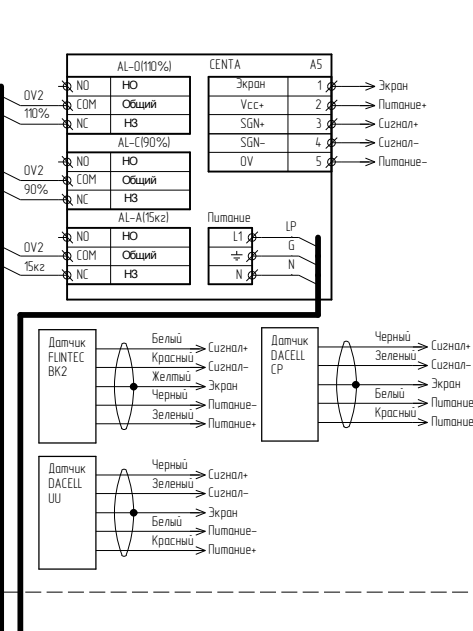 AL-O(110%) CENTA A5
NO НО Экран 1 Экран
0V2 COM Общий Vcc+ 2 Питание+
110% NC НЗ SGN+ 3 Сигнал+
AL-C(90%) SGN- 4 Сигнал-
NO НО 0V 5 Питание-
0V2 COM Общий
90% NC НЗ
AL-A(15кг) Питание
NO НО L1 LP
0V2 COM Общий G
15кг NC НЗ N N
Датчик FLINTEC BK2
Белый Сигнал+
Красный Сигнал-
Желтый Экран
Черный Питание-
Зеленый Питание+
Датчик DACELL CP
Черный Сигнал+
Зеленый Сигнал-
Экран
Белый Питание
Красный Питание
Датчик DACELL UU
Черный Сигнал+
Зеленый Сигнал-
Экран
Белый Питание-
Красный Питание+